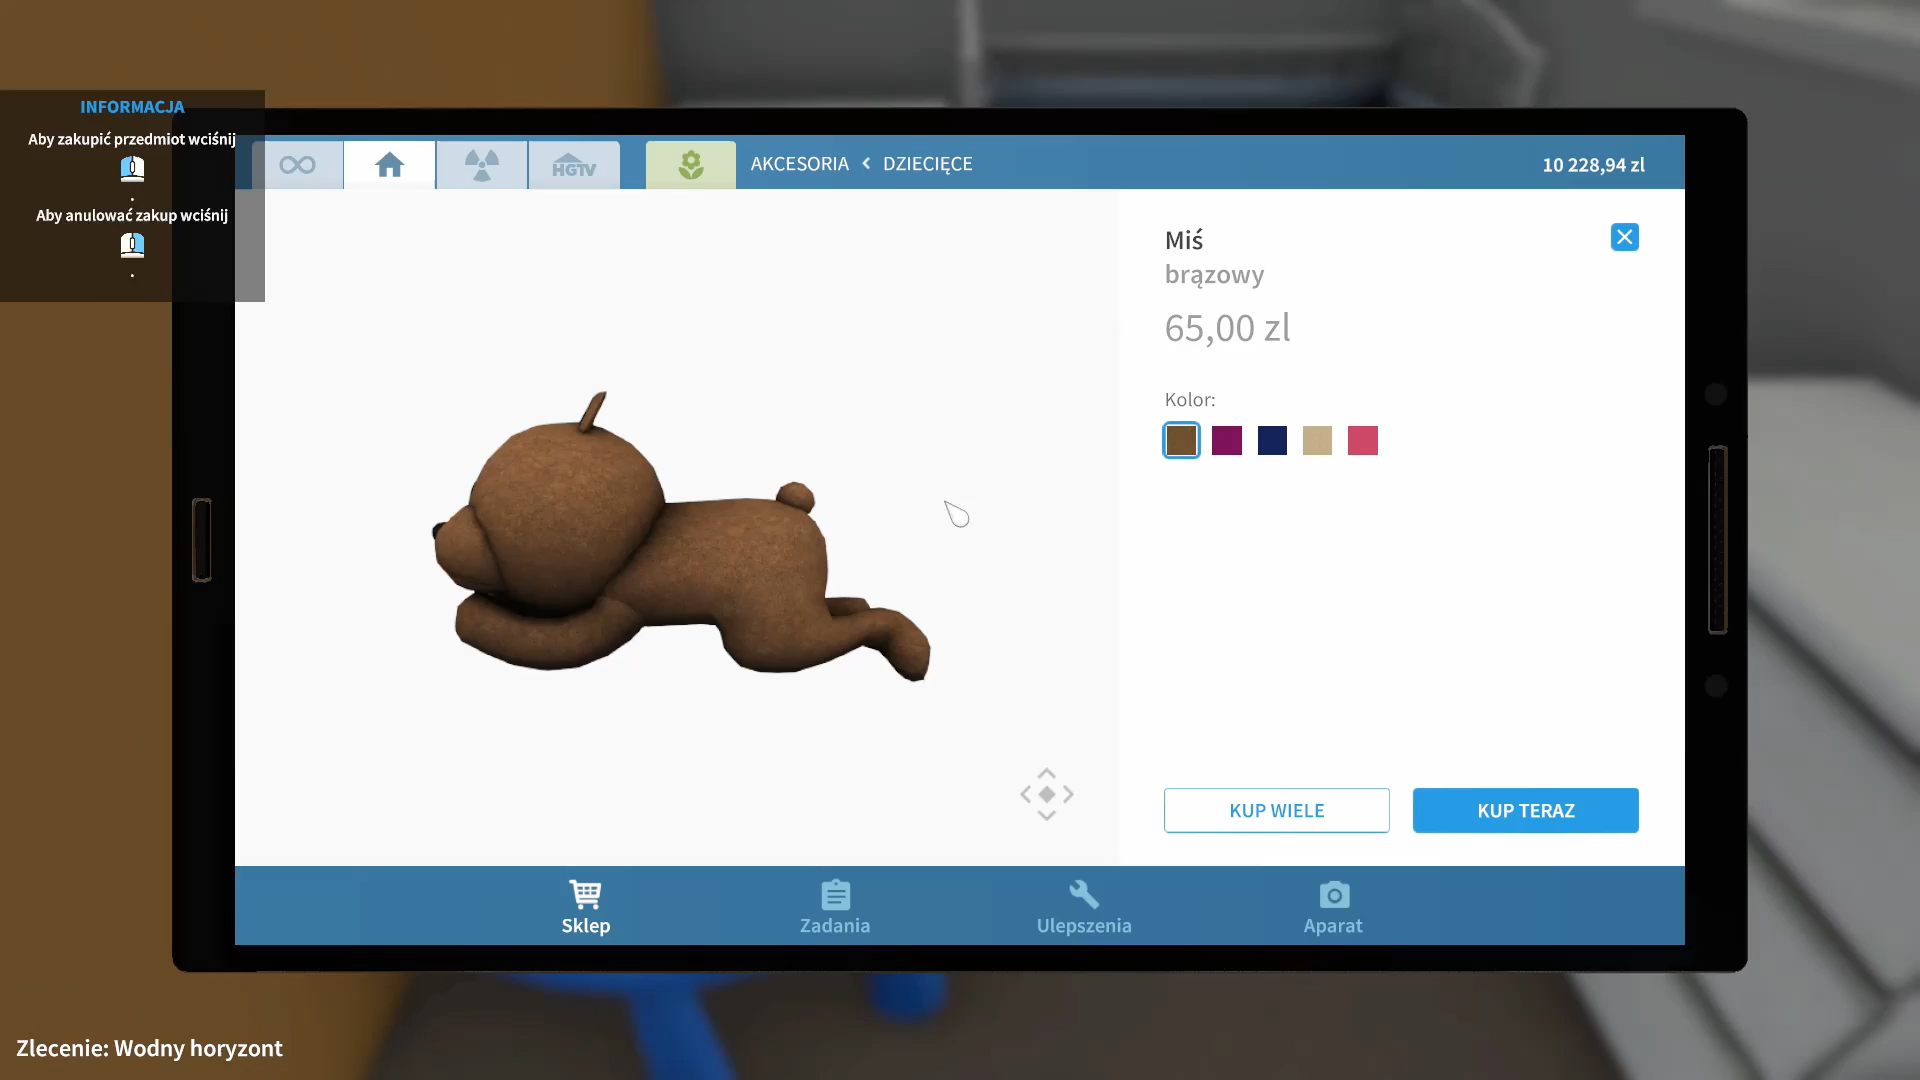 INFORMACJA
Aby zakupić przedmiot wciśnij
.
Aby anulować zakup wciśnij
.
HGTV
AKCESORIA < DZIECIĘCE
10 228,94 zl
Miś
brązowy
65,00 zl
Kolor:
KUP WIELE
KUP TERAZ
Sklep
Zadania
Ulepszenia
Aparat
Zlecenie: Wodny horyzont